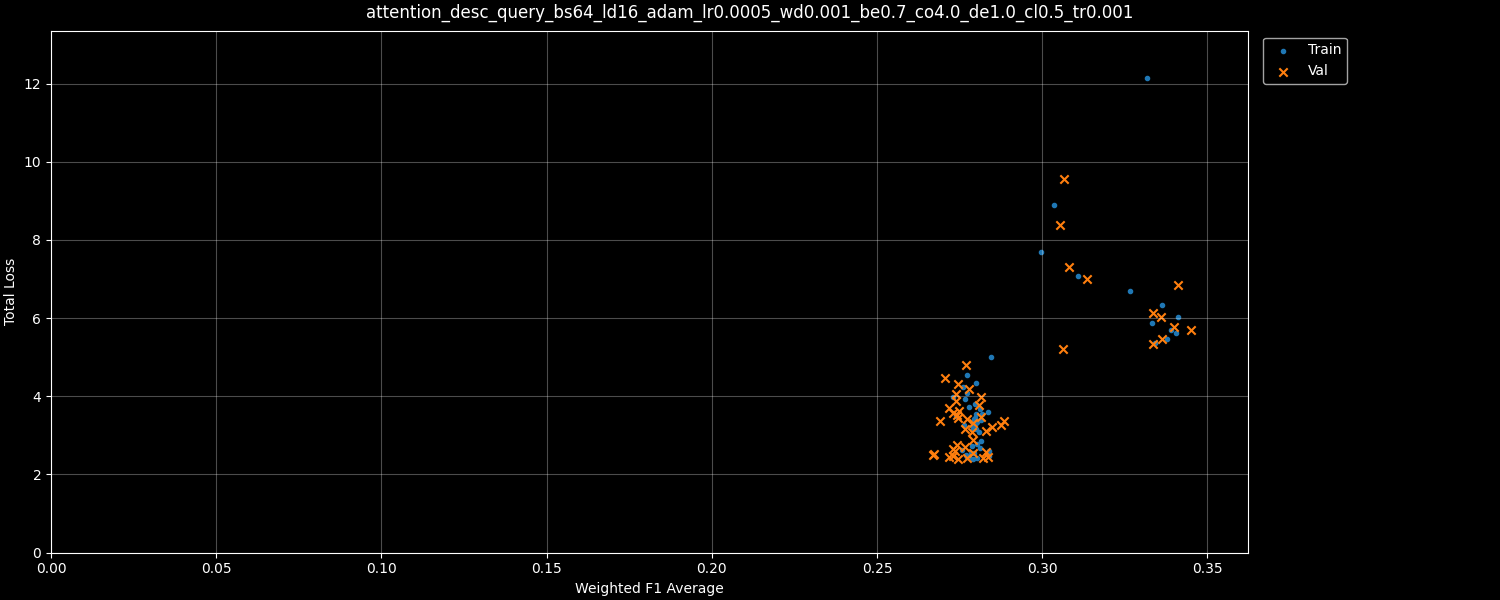 attention_desc_query_bs64_ld16_adam_lr0.0005_wd0.001_be0.7_co4.0_de1.0_cl0.5_tr0.001
Train
Val
12
10
8
6
4
2
0
Total Loss
0.00 0.05 0.10 0.15 0.20 0.25 0.30 0.35
Weighted F1 Average